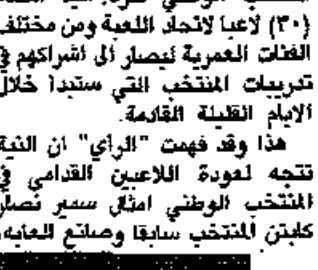 (٣٠) لاعبا لاتحاد اللعبة ومن مختلف
الفئات العمرية ليصار الى اشراكهم في
تدريبات المنتخب التي ستبدا خلال
الايام القليلة القادمة.
هذا وقد فهمت "الراي" ان النية
تتجه لعودة اللاعبين القدامى في
المنتخب الوطني امثال سمير نصار
كابتن المنتخب سابقا وصانع العابه،